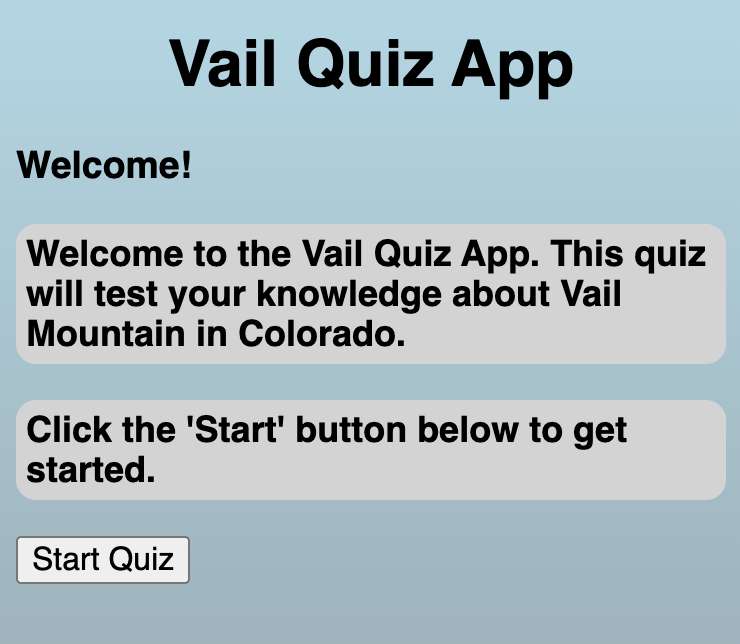 Vail Quiz App
Welcome!
Welcome to the Vail Quiz App. This quiz
will test your knowledge about Vail
Mountain in Colorado.
Click the 'Start' button below to get
started.
Start Quiz